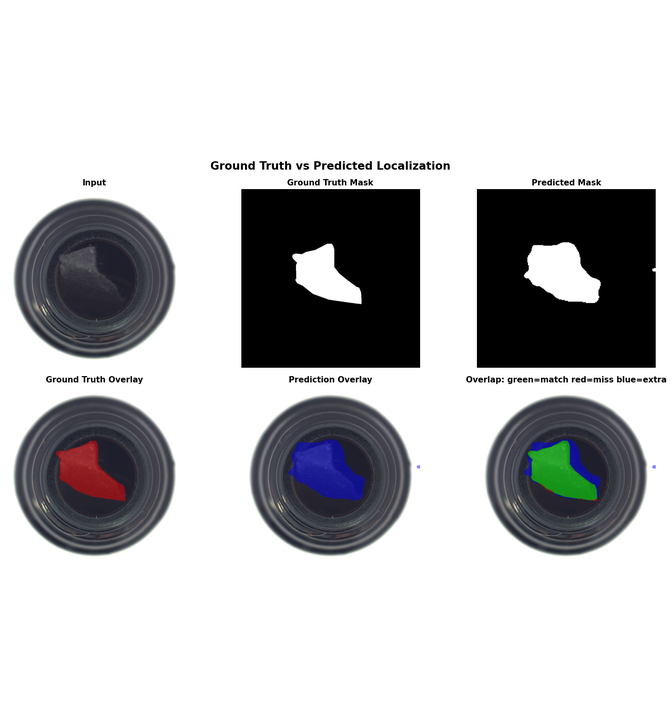 Ground Truth vs Predicted Localization
Input
Ground Truth Mask
Predicted Mask
Ground Truth Overlay
Prediction Overlay
Overlap: green=match red=miss blue=extra